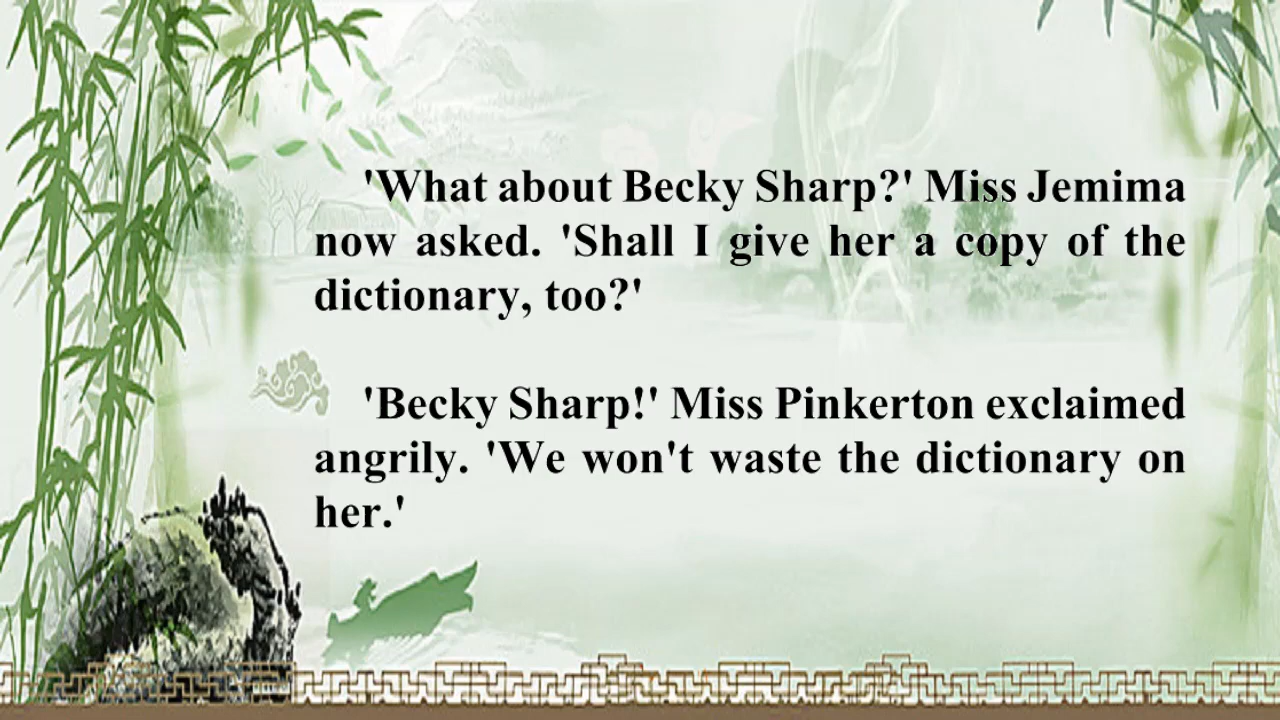 'What about Becky Sharp?' Miss Jemima
now asked. 'Shall I give her a copy of the
dictionary, too?'
'Becky Sharp!' Miss Pinkerton exclaimed
angrily. 'We won't waste the dictionary on
her.'